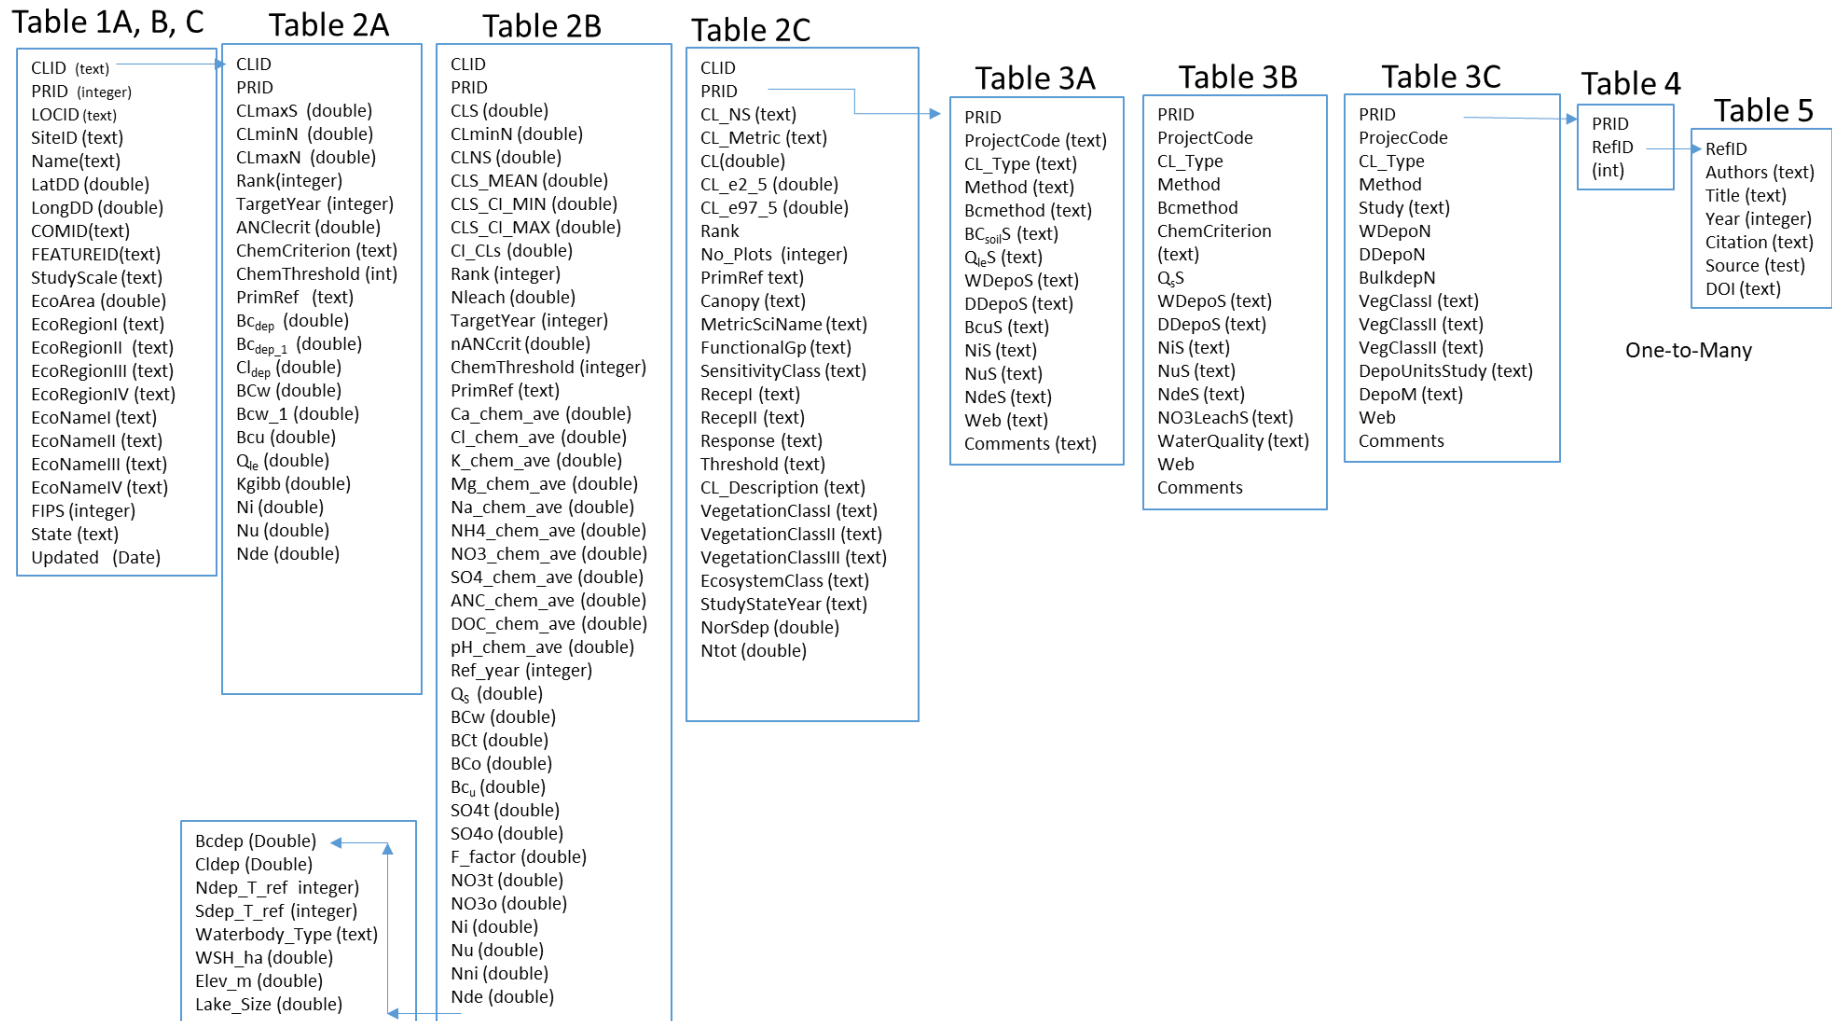 Table 1A, B, C
CLID (text)
PRID (integer)
LOCID (text)
SiteID (text)
Name(text)
LatDD (double)
LongDD (double)
COMID(text)
FEATUREID(text)
StudyScale (text)
EcoArea (double)
EcoRegionI (text)
EcoRegionII (text)
EcoRegionIII (text)
EcoRegionIV (text)
EcoNameI (text)
EcoNameII (text)
EcoNameIII (text)
EcoNameIV (text)
FIPS (integer)
State (text)
Updated (Date)
Table 2A
CLID
PRID
CLmaxS (double)
CLminN (double)
CLmaxN (double)
Rank(integer)
TargetYear (integer)
ANClecrit (double)
ChemCriterion (text)
ChemThreshold (int)
PrimRef (text)
Bcdep (double)
Bcdep_1 (double)
Cldep (double)
BCw (double)
Bcw_1 (double)
Bcu (double)
Qle (double)
Kgibb (double)
Ni (double)
Nu (double)
Nde (double)
Table 2B
CLID
PRID
CLS (double)
CLminN (double)
CLNS (double)
CLS_MEAN (double)
CLS_CI_MIN (double)
CLS_CI_MAX (double)
CI_CLs (double)
Rank (integer)
Nleach (double)
TargetYear (integer)
nANCcrit (double)
ChemThreshold (integer)
PrimRef (text)
Ca_chem_ave (double)
Cl_chem_ave (double)
K_chem_ave (double)
Mg_chem_ave (double)
Na_chem_ave (double)
NH4_chem_ave (double)
NO3_chem_ave (double)
SO4_chem_ave (double)
ANC_chem_ave (double)
DOC_chem_ave (double)
pH_chem_ave (double)
Ref_year (integer)
QS (double)
BCw (double)
BCt (double)
BCo (double)
Bcu (double)
SO4t (double)
SO4o (double)
F_factor (double)
NO3t (double)
NO3o (double)
Ni (double)
Nu (double)
Nni (double)
Nde (double)
Bcdep (Double)
Cldep (Double)
Ndep_T_ref integer)
Sdep_T_ref (integer)
Waterbody_Type (text)
WSH_ha (double)
Elev_m (double)
Lake_Size (double)
Table 2C
CLID
PRID
CL_NS (text)
CL_Metric (text)
CL(double)
CL_e2_5 (double)
CL_e97_5 (double)
Rank
No_Plots (integer)
PrimRef text)
Canopy (text)
MetricSciName (text)
FunctionalGp (text)
SensitivityClass (text)
RecepI (text)
RecepII (text)
Response (text)
Threshold (text)
CL_Description (text)
VegetationClassI (text)
VegetationClassII (text)
VegetationClassIII (text)
EcosystemClass (text)
StudyStateYear (text)
NorSdep (double)
Ntot (double)
Table 3A
PRID
ProjectCode (text)
CL_Type (text)
Method (text)
Bcmethod (text)
BCsoilS (text)
QleS (text)
WDepoS (text)
DDepoS (text)
BcuS (text)
NiS (text)
NuS (text)
NdeS (text)
Web (text)
Comments (text)
Table 3B
PRID
ProjectCode
CL_Type
Method
Bcmethod
ChemCriterion
(text)
QsS
WDepoS (text)
DDepoS (text)
NiS (text)
NuS (text)
NdeS (text)
NO3LeachS (text)
WaterQuality (text)
Web
Comments
Table 3C
PRID
ProjecCode
CL_Type
Method
Study (text)
WDepoN
DDepoN
BulkdepN
VegClassI (text)
VegClassII (text)
VegClassII (text)
DepoUnitsStudy (text)
DepoM (text)
Web
Comments
Table 4
PRID
RefID
(int)
Table 5
RefID
Authors (text)
Title (text)
Year (integer)
Citation (text)
Source (test)
DOI (text)
One-to-Many